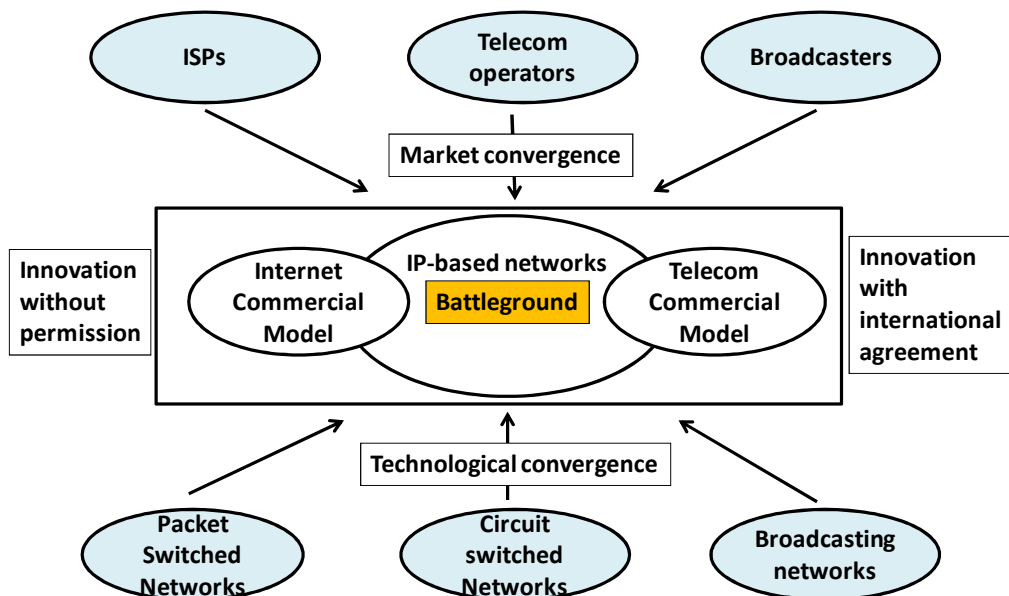 ISPs
Telecom
operators
Broadcasters
Market convergence
Innovation
without
permission
Internet
Commercial
Model
IP-based networks
Battleground
Telecom
Commercial
Model
Innovation
with
international
agreement
Technological convergence
Packet
Switched
Networks
Circuit
switched
Networks
Broadcasting
networks